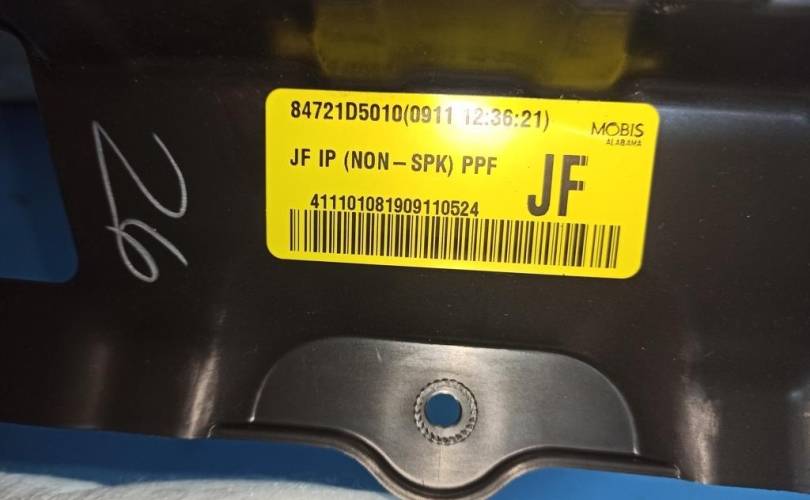 84721D5010(0911 12:36:21)
MOBIS
ALABAMA
JF IP (NON-SPK) PPF
JF
411101081909110524
26